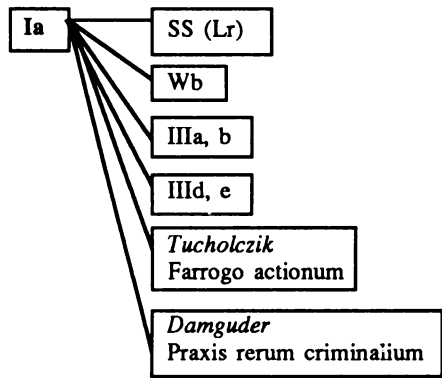 Ia
SS (Lr)
Wb
IIIa, b
IIId, e
Tucholczik
Farrogo actionum
Damguder
Praxis rerum criminalium